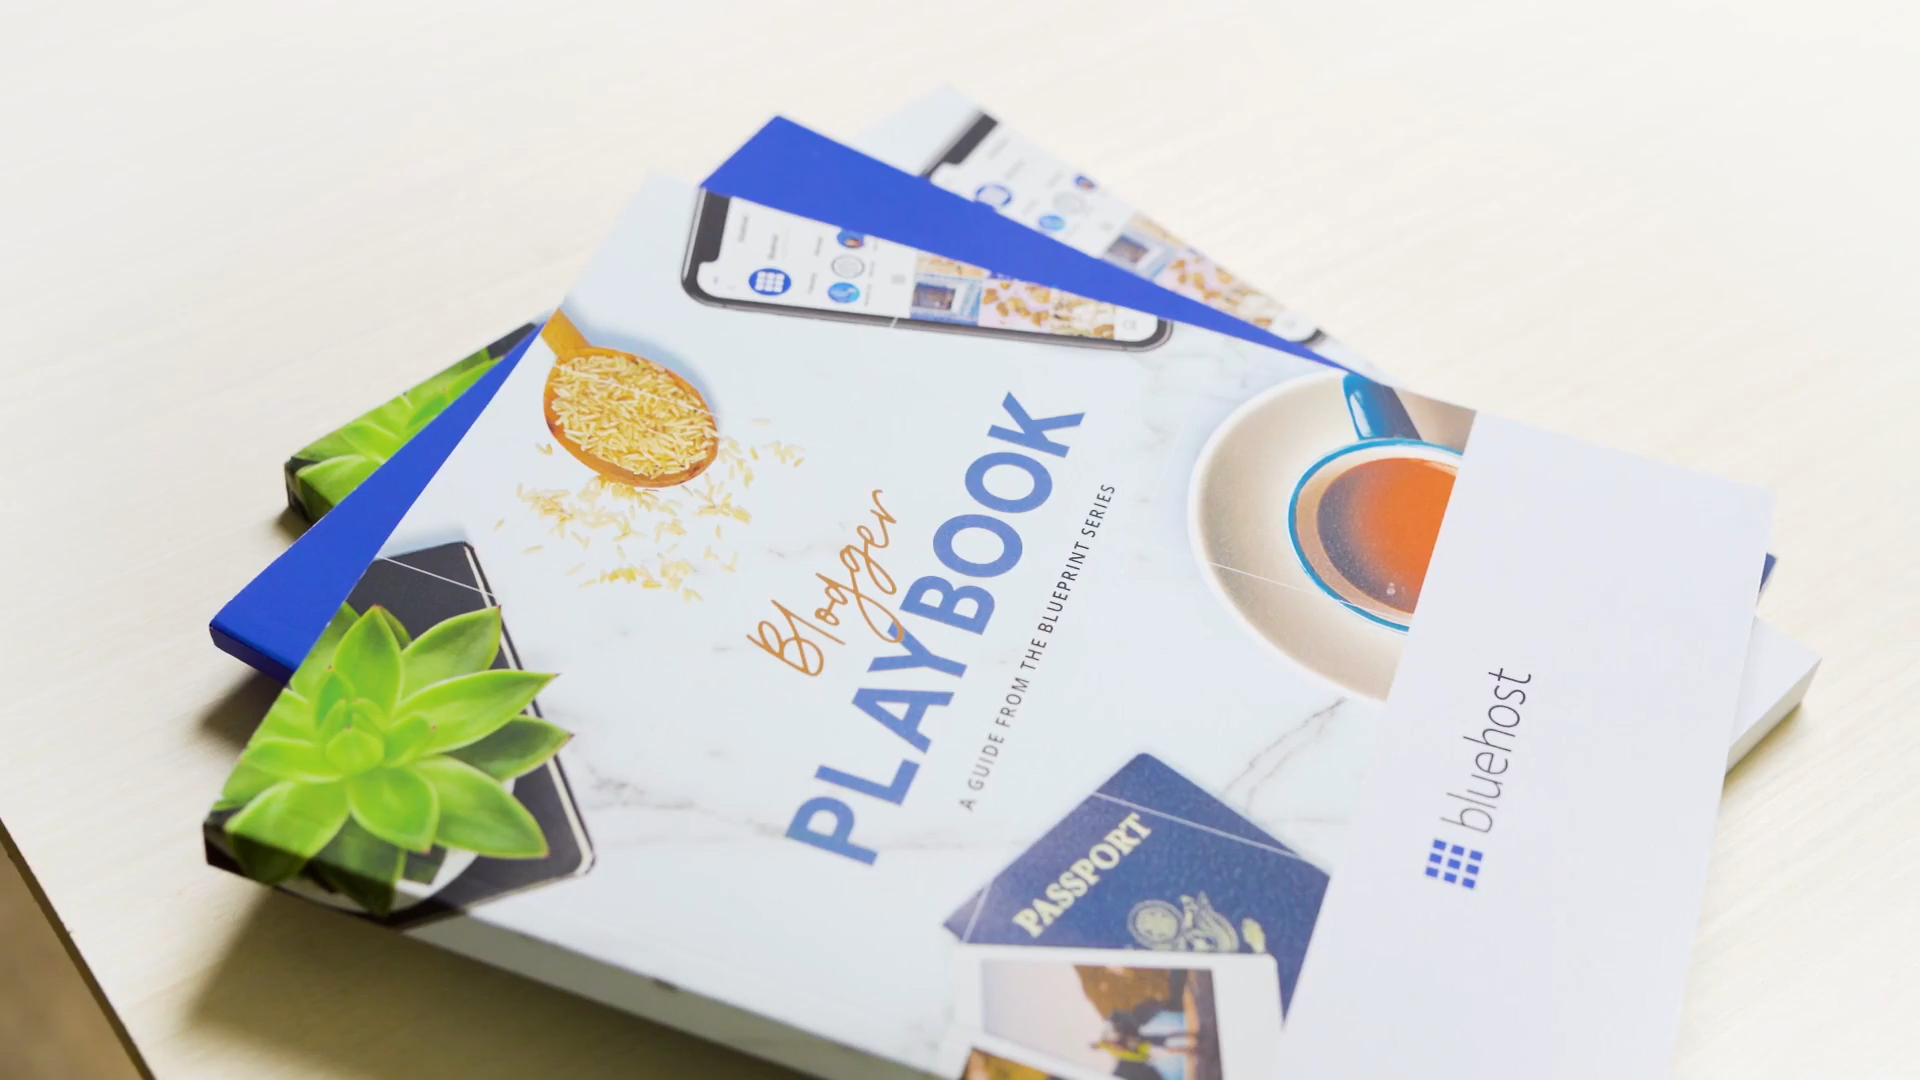 Blogger
PLAYBOOK
A GUIDE FROM THE BLUEPRINT SERIES
PASSPORT
bluehost